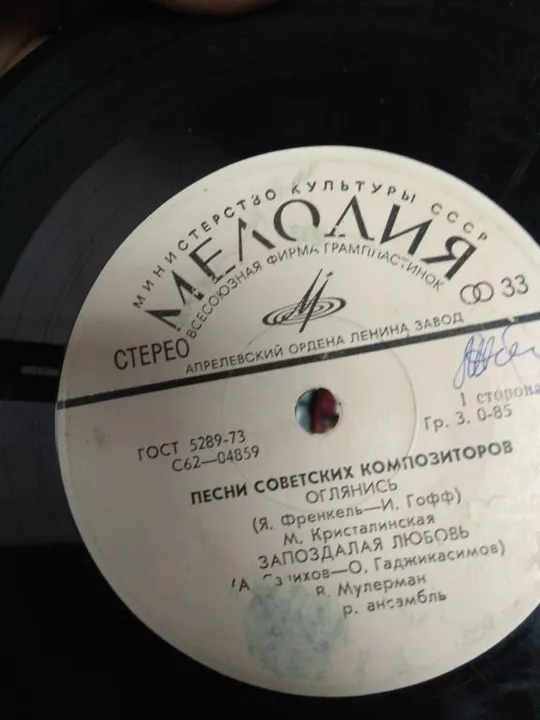 МИНИСТЕРСТВО КУЛЬТУРЫ СССР
МЕЛОДИЯ
ВСЕСОЮЗНАЯ ФИРМА ГРАМПЛАСТИНОК
33
СТЕРЕО
АПРЕЛЕВСКИЙ ОРДЕНА ЛЕНИНА ЗАВОД
1 сторона
ГОСТ 5289-73
Гр. 3. 0-85
С62—04859
ПЕСНИ СОВЕТСКИХ КОМПОЗИТОРОВ
ОГЛЯНИСЬ
(Я. Френкель—И. Гофф)
М. Кристалинская
ЗАПОЗДАЛАЯ ЛЮБОВЬ
О. Гаджикасимов)
В. Мулерман
ансамбль